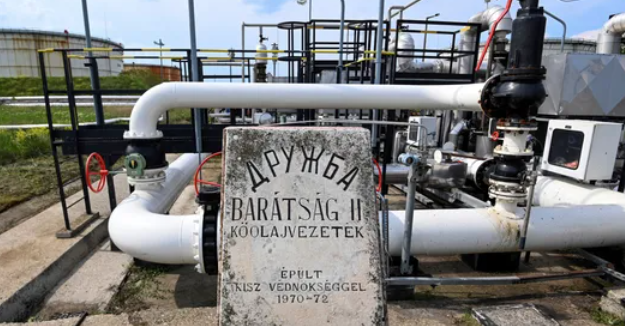 ДРУЖБА
BARÁTSÁG II
KŐOLAJVEZETÉK
ÉPÜLT
KISZ VÉDNÖKSÉGGEL
1970-72